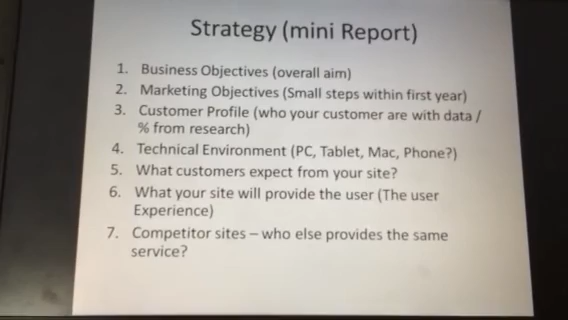 Strategy (mini Report)
1. Business Objectives (overall aim)
2. Marketing Objectives (Small steps within first year)
3. Customer Profile (who your customer are with data /
% from research)
4. Technical Environment (PC, Tablet, Mac, Phone?)
5. What customers expect from your site?
6. What your site will provide the user (The user
Experience)
7. Competitor sites – who else provides the same
service?